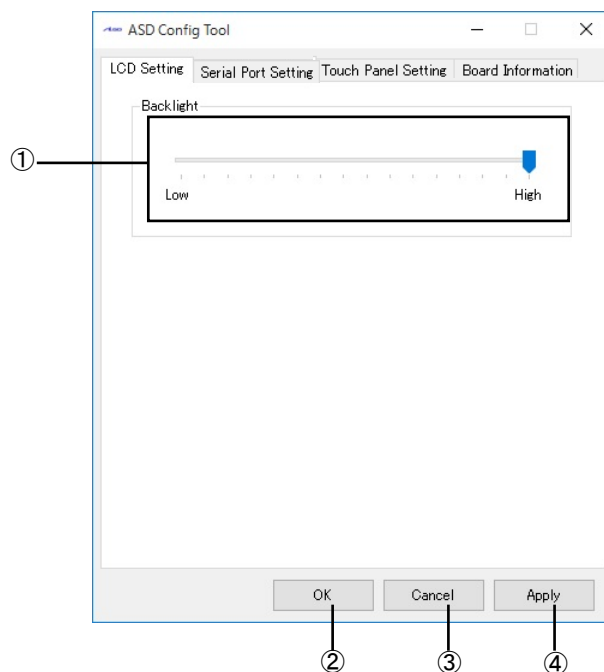 ASD Config Tool
LCD Setting Serial Port Setting Touch Panel Setting Board Information
Backlight
①
Low High
OK Cancel Apply
② ③ ④